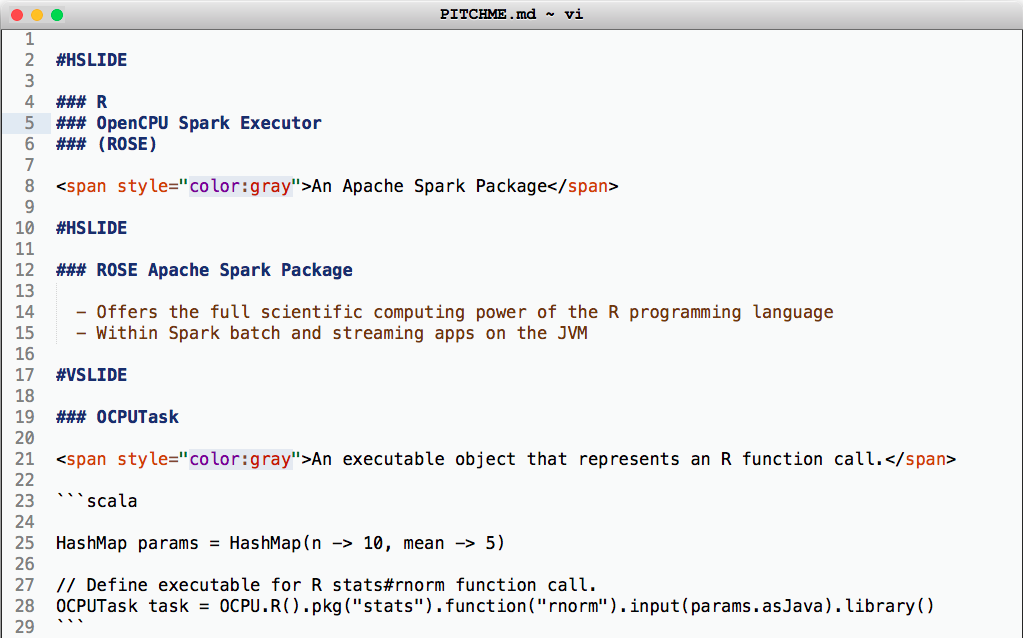 PITCHME.md ~ vi
1
2 #HSLIDE
3
4 ### R
5 ### OpenCPU Spark Executor
6 ### (ROSE)
7
8 <span style="color:gray">An Apache Spark Package</span>
9
10 #HSLIDE
11
12 ### ROSE Apache Spark Package
13
14 - Offers the full scientific computing power of the R programming language
15 - Within Spark batch and streaming apps on the JVM
16
17 #VSLIDE
18
19 ### OCPUTask
20
21 <span style="color:gray">An executable object that represents an R function call.</span>
22
23 ```scala
24
25 HashMap params = HashMap(n -> 10, mean -> 5)
26
27 // Define executable for R stats#rnorm function call.
28 OCPUTask task = OCPU.R().pkg("stats").function("rnorm").input(params.asJava).library()
29 ```